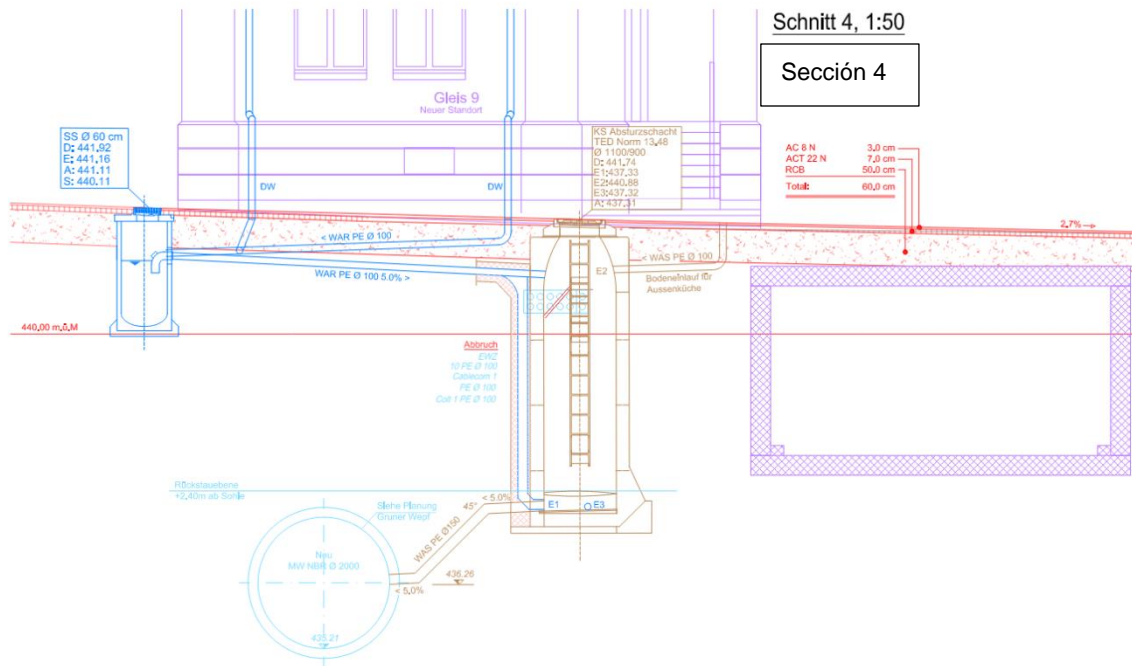 Schnitt 4, 1:50
Sección 4
Gleis 9
Neuer Standort
SS Ø 60 cm
D: 441.92
E: 441.16
A: 441.11
S: 440.11
KS Absturzschacht
TED Norm 13.48
Ø 1100/900
D: 441.74
E1: 437.33
E2: 440.88
E3: 437.32
A: 437.31
AC 8 N 3.0 cm
ACT 22 N 7.0 cm
RCB 50.0 cm
Total: 60.0 cm
DW
DW
2.7%
< WAR PE Ø 100
WAR PE Ø 100 5.0% >
E2
< WAS PE Ø 100
Bodeneinlauf für
Aussenküche
440.00 m.ü.M
Abbruch
EWZ
10 PE Ø 100
Cablecom 1
PE Ø 100
Colt 1 PE Ø 100
Rückstauebene
+2.40m ab Sohle
Siehe Planung
Gruner Wepf
< 5.0%
45°
E1
E3
WAS PE Ø150
Neu
MW NBR Ø 2000
436.26
< 5.0%
435.21